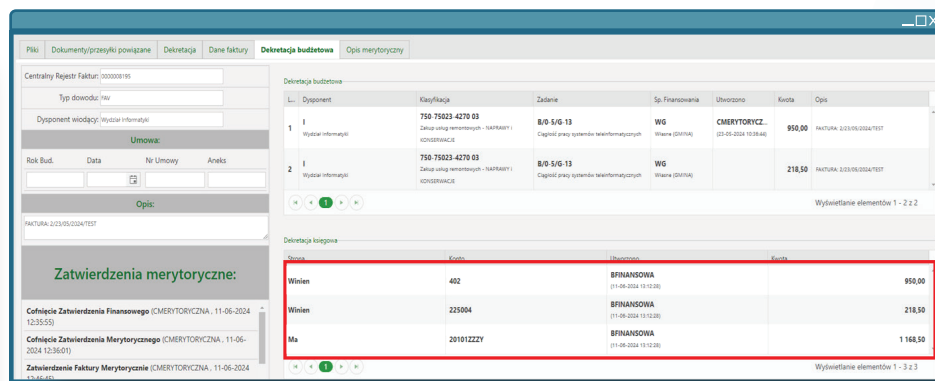 Pliki Dokumenty/przesyłki powiązane Dekretacja Dane faktury Dekretacja budżetowa Opis merytoryczny
Centralny Rejestr Faktur: 0000008195
Typ dowodu: FAV
Dysponent wiodący: Wydział Informatyki
Umowa:
Rok Bud. Data Nr Umowy Aneks
Opis:
FAKTURA: 2/23/05/2024/TEST
Zatwierdzenia merytoryczne:
Cofnięcie Zatwierdzenia Finansowego (CMERYTORYCZNA , 11-06-2024
12:35:55)
Cofnięcie Zatwierdzenia Merytorycznego (CMERYTORYCZNA , 11-06-
2024 12:36:01)
Zatwierdzenie Faktury Merytorycznie (CMERYTORYCZNA , 11-06-2024
12:46:45)
Dekretacja budżetowa
L... Dysponent Klasyfikacja Zadanie Sp. Finansowania Utworzono Kwota Opis
1 I Wydział Informatyki 750-75023-4270 03 Zakup usług remontowych - NAPRAWY I KONSERWACJE B/0-5/G-13 Ciągłość pracy systemów teleinformatycznych WG Własne (GMINA) CMERYTORYCZ... (23-05-2024 10:36:44) 950,00 FAKTURA: 2/23/05/2024/TEST
2 I Wydział Informatyki 750-75023-4270 03 Zakup usług remontowych - NAPRAWY I KONSERWACJE B/0-5/G-13 Ciągłość pracy systemów teleinformatycznych WG Własne (GMINA) 218,50 FAKTURA: 2/23/05/2024/TEST
1 Wyświetlanie elementów 1 - 2 z 2
Dekretacja księgowa
Strona Konto Utworzono Kwota
Winien 402 BFINANSOWA (11-06-2024 13:12:28) 950,00
Winien 225004 BFINANSOWA (11-06-2024 13:12:28) 218,50
Ma 20101ZZZY BFINANSOWA (11-06-2024 13:12:28) 1 168,50
1 Wyświetlanie elementów 1 - 3 z 3